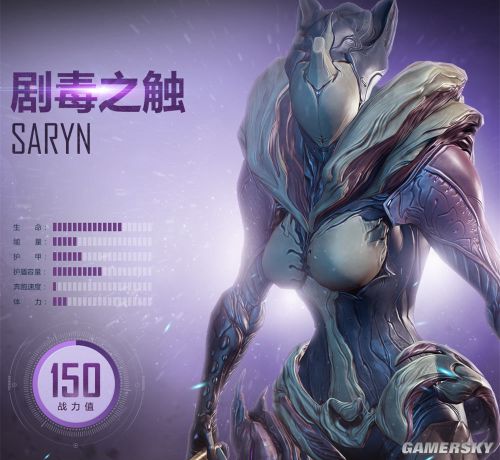 剧毒之触
SARYN
生 命:
能 量:
护 甲:
护盾容量:
奔跑速度:
体 力:
150
战力值
GAMERSKY